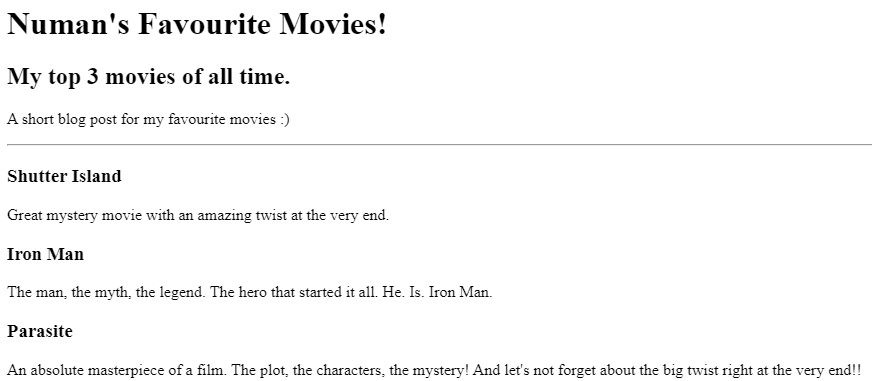 Numan's Favourite Movies!
My top 3 movies of all time.
A short blog post for my favourite movies :)
Shutter Island
Great mystery movie with an amazing twist at the very end.
Iron Man
The man, the myth, the legend. The hero that started it all. He. Is. Iron Man.
Parasite
An absolute masterpiece of a film. The plot, the characters, the mystery! And let's not forget about the big twist right at the very end!!